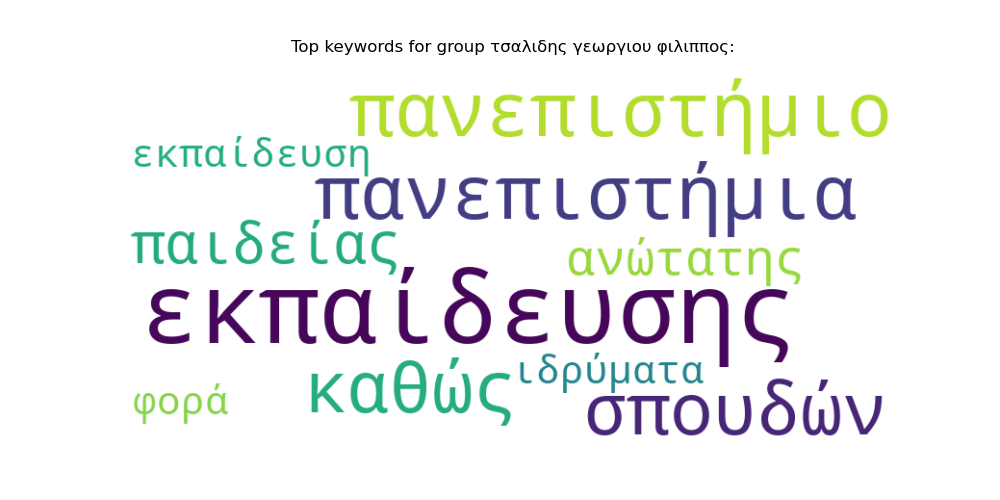 Top keywords for group τσαλιδης γεωργιου φιλιππος:
πανεπιστήμιο
εκπαίδευση
πανεπιστήμια
παιδείας
ανώτατης
εκπαίδευσης
ιδρύματα
καθώς
φορά
σπουδών